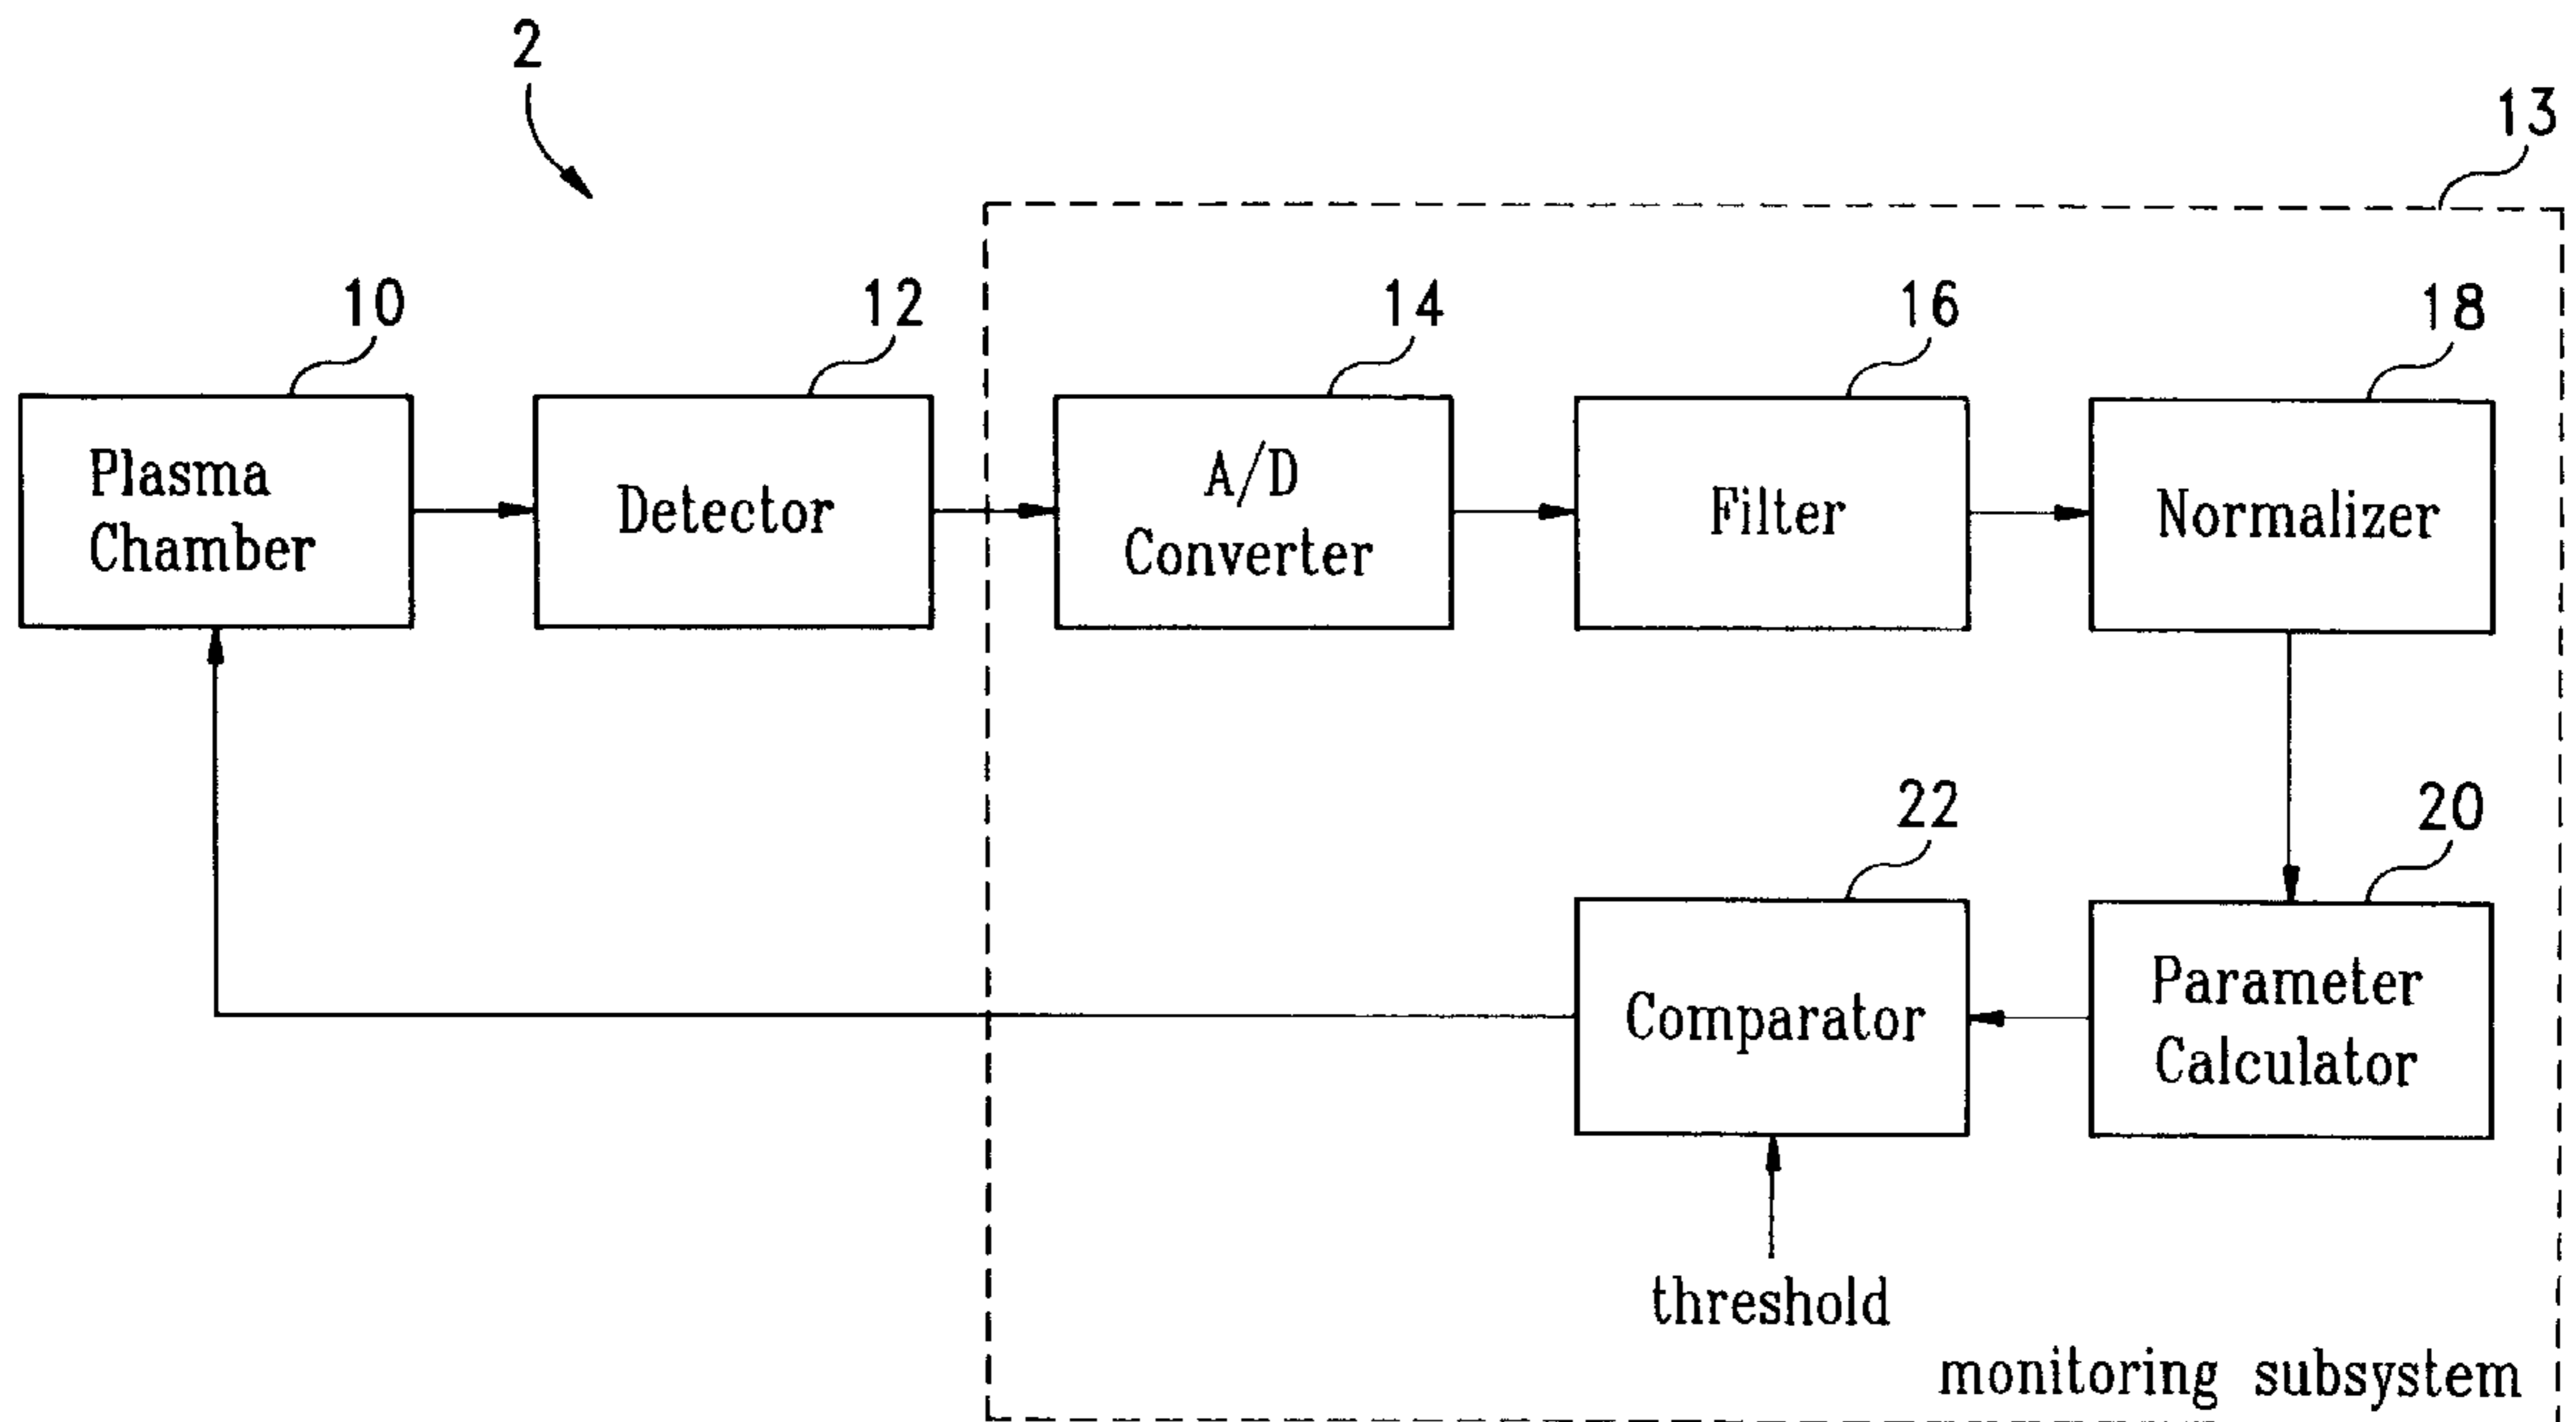 2
13
10
12
14
16
18
Plasma
Chamber
Detector
A/D
Converter
Filter
Normalizer
22
20
Comparator
Parameter
Calculator
threshold
monitoring subsystem